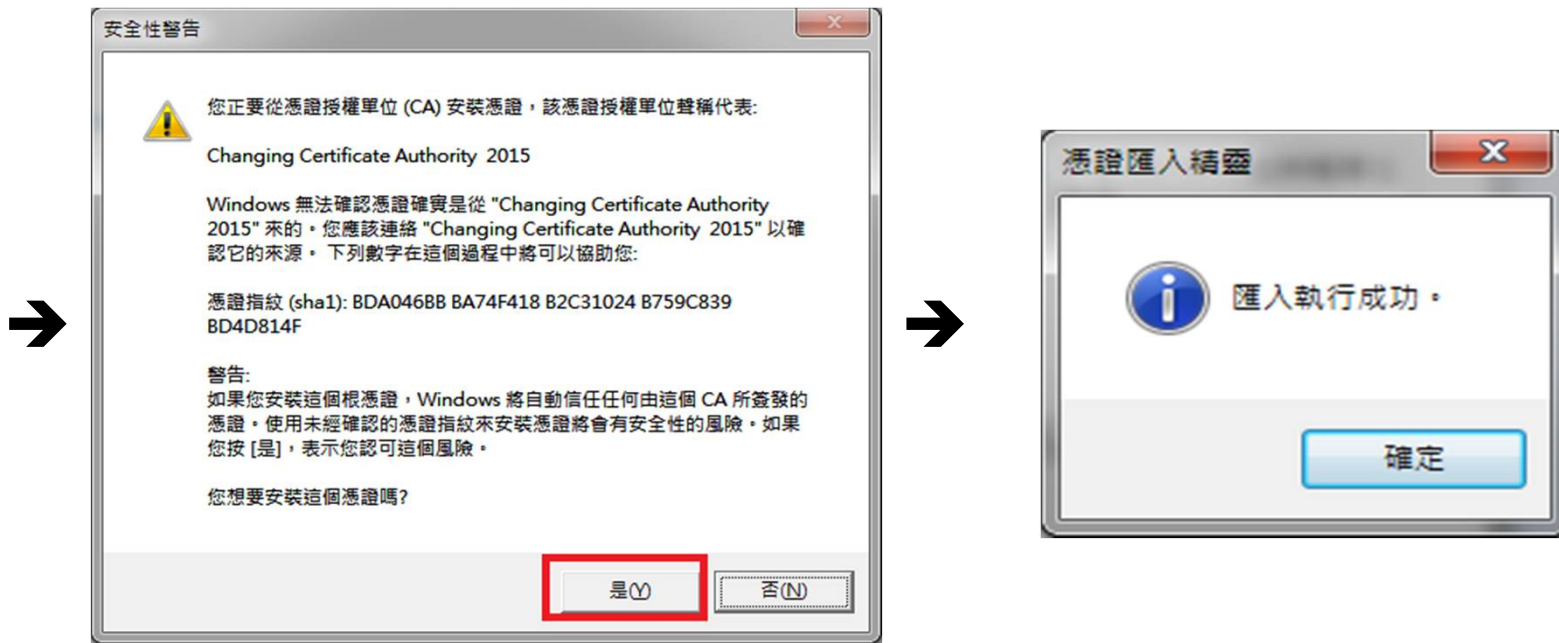 安全性警告
您正要從憑證授權單位 (CA) 安裝憑證，該憑證授權單位聲稱代表:
Changing Certificate Authority 2015
Windows 無法確認憑證確實是從 "Changing Certificate Authority
2015" 來的。您應該連絡 "Changing Certificate Authority 2015" 以確
認它的來源。 下列數字在這個過程中將可以協助您:
憑證指紋 (sha1): BDA046BB BA74F418 B2C31024 B759C839
BD4D814F
警告:
如果您安裝這個根憑證，Windows 將自動信任任何由這個 CA 所簽發的
憑證。使用未經確認的憑證指紋來安裝憑證將會有安全性的風險。如果
您按 [是]，表示您認可這個風險。
您想要安裝這個憑證嗎?
是(Y)
否(N)
憑證匯入精靈
匯入執行成功。
確定